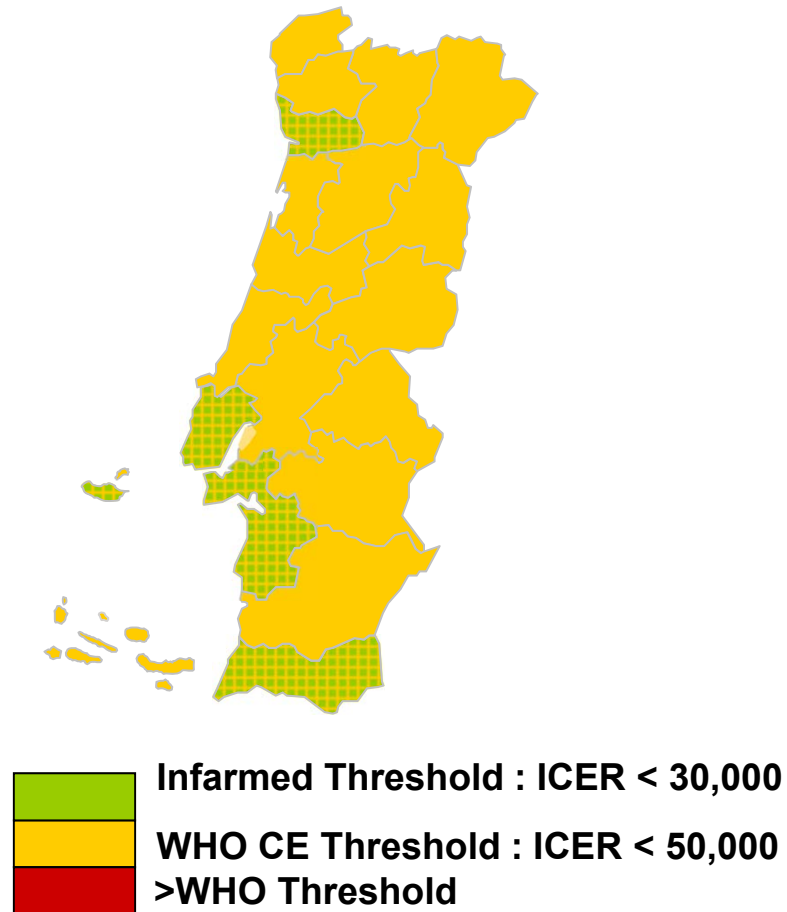 Infarmed Threshold : ICER < 30,000
WHO CE Threshold : ICER < 50,000
>WHO Threshold